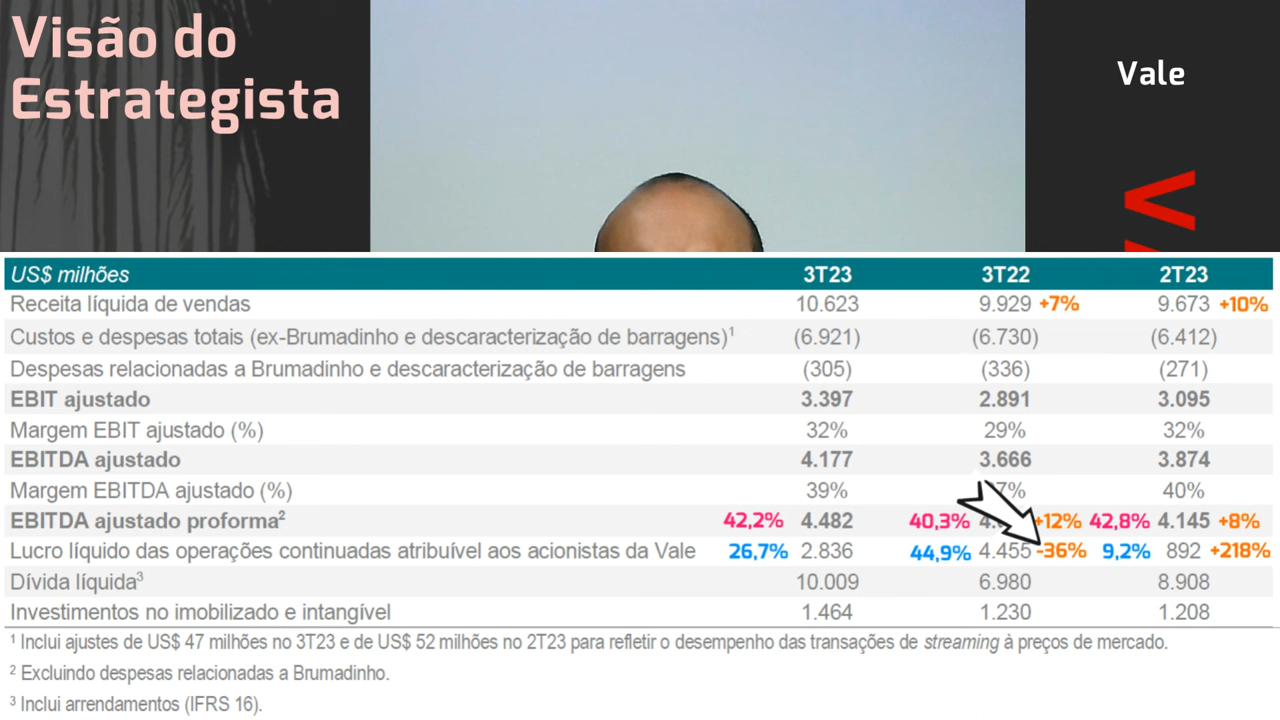 Visão do
Estrategista
Vale
US$ milhões 3T23 3T22 2T23
Receita líquida de vendas 10.623 9.929 +7% 9.673 +10%
Custos e despesas totais (ex-Brumadinho e descaracterização de barragens)¹ (6.921) (6.730) (6.412)
Despesas relacionadas a Brumadinho e descaracterização de barragens (305) (336) (271)
EBIT ajustado 3.397 2.891 3.095
Margem EBIT ajustado (%) 32% 29% 32%
EBITDA ajustado 4.177 3.666 3.874
Margem EBITDA ajustado (%) 39% 40%
EBITDA ajustado proforma² 42,2% 4.482 40,3% +12% 42,8% 4.145 +8%
Lucro líquido das operações continuadas atribuível aos acionistas da Vale 26,7% 2.836 44,9% 4.455 -36% 9,2% 892 +218%
Dívida líquida³ 10.009 6.980 8.908
Investimentos no imobilizado e intangível 1.464 1.230 1.208
¹ Inclui ajustes de US$ 47 milhões no 3T23 e de US$ 52 milhões no 2T23 para refletir o desempenho das transações de streaming à preços de mercado.
² Excluindo despesas relacionadas a Brumadinho.
³ Inclui arrendamentos (IFRS 16).